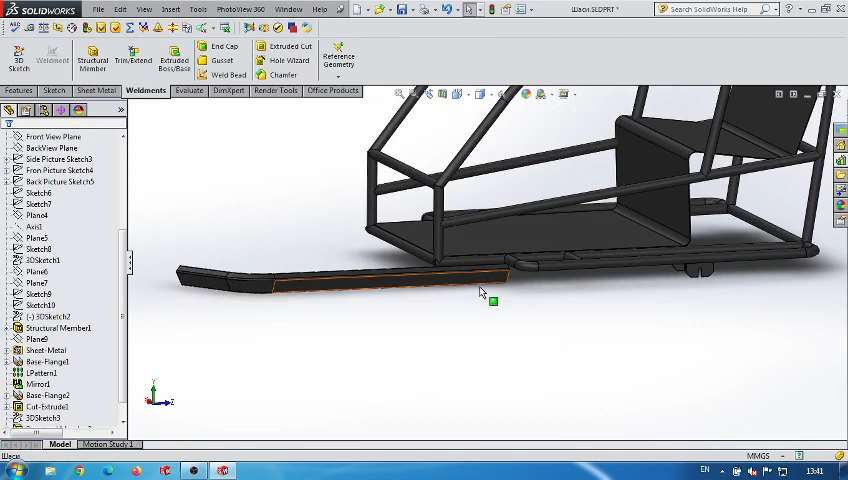 SOLIDWORKS File Edit View Insert Tools PhotoView 360 Window Help Шаси.SLDPRT * Search SolidWorks Help
3D Sketch Weldment Structural Member Trim/Extend Extruded Boss/Base End Cap Gusset Weld Bead Extruded Cut Hole Wizard Chamfer Reference Geometry
Features Sketch Sheet Metal Weldments Evaluate DimXpert Render Tools Office Products
Front View Plane
BackView Plane
Side Picture Sketch3
Fron Picture Sketch4
Back Picture Sketch5
Sketch6
Sketch7
Plane4
Axis1
Plane5
Sketch8
3DSketch1
Plane6
Plane7
Sketch9
Sketch10
(-) 3DSketch2
Structural Member1
Plane9
Sheet-Metal
Base-Flange1
LPattern1
Mirror1
Base-Flange2
Cut-Extrude1
3DSketch3
Y
X
Z
Model Motion Study 1
Шаси MMGS
EN 13:41